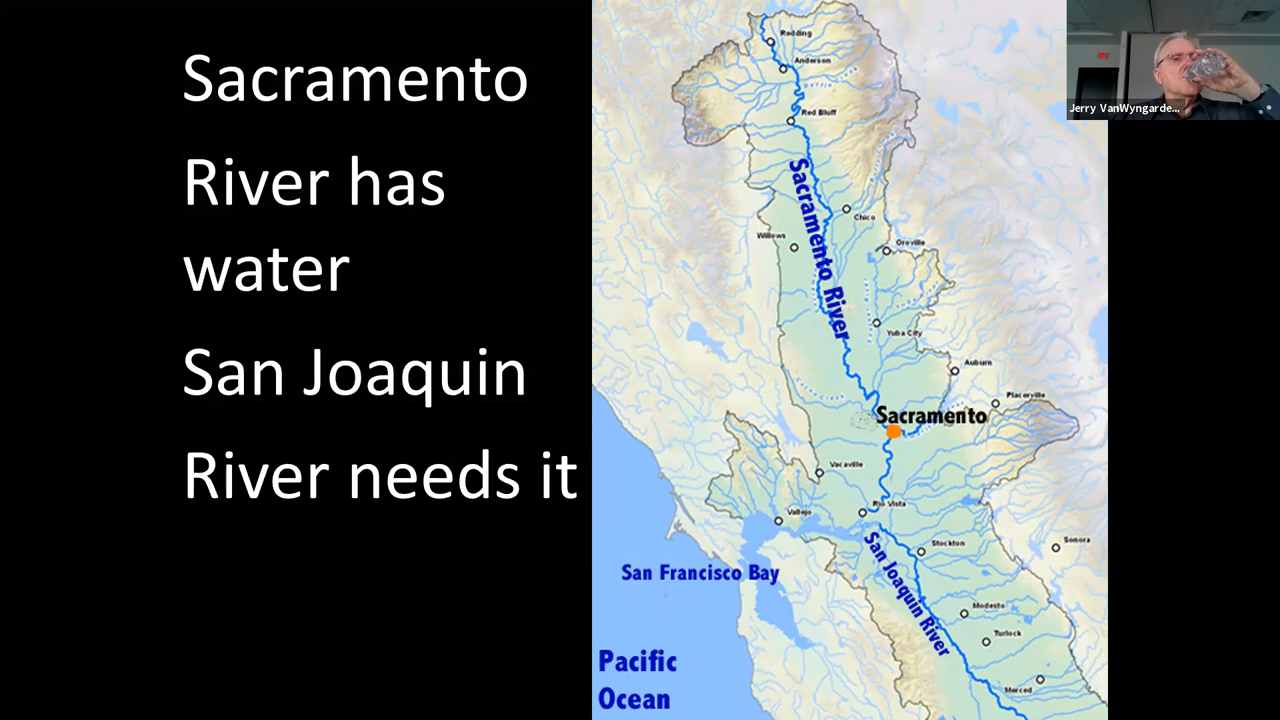 Sacramento
River has
water
San Joaquin
River needs it
Redding
Anderson
Red Bluff
Sacramento River
Chico
Willows
Oroville
Yuba City
Auburn
Placerville
Sacramento
Vacaville
Rio Vista
Vallejo
Stockton
Sonora
San Francisco Bay
San Joaquin River
Modesto
Turlock
Pacific
Ocean
Merced
Jerry VanWyngarde...